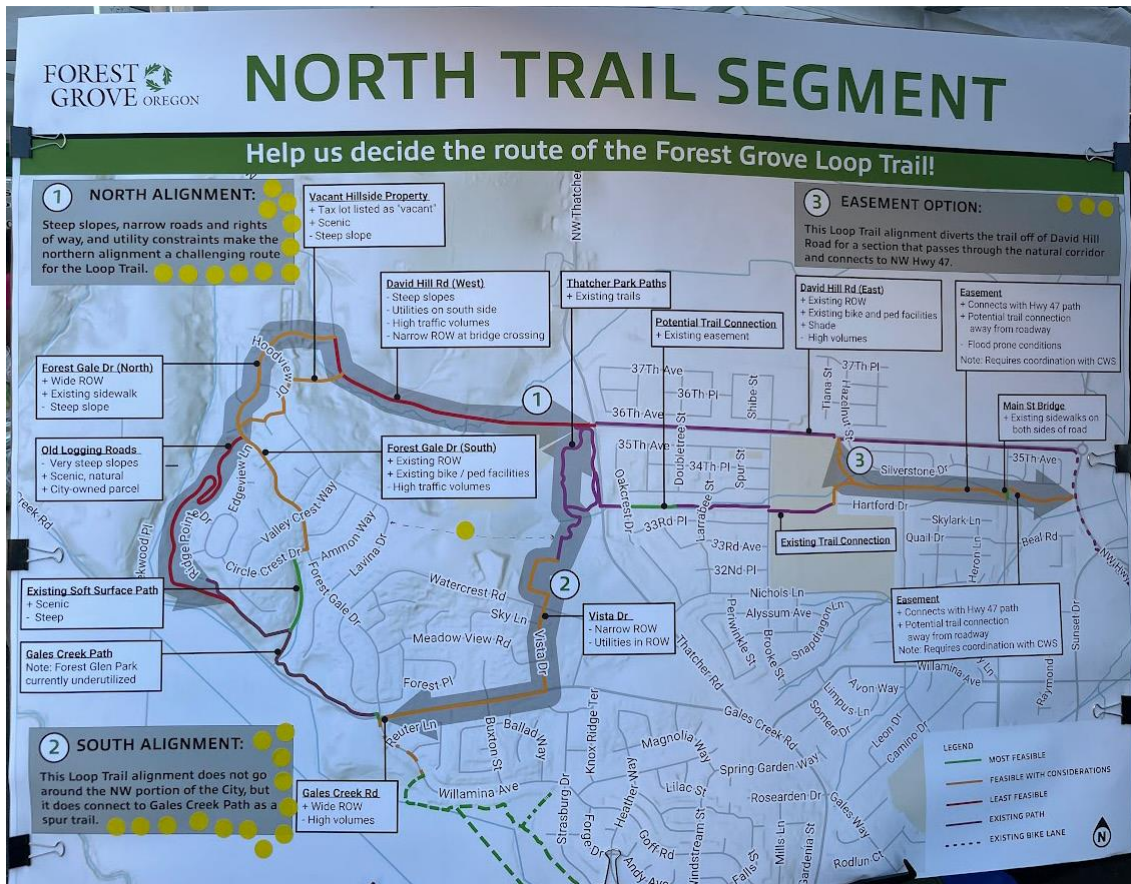 FOREST
GROVE OREGON
NORTH TRAIL SEGMENT
Help us decide the route of the Forest Grove Loop Trail!
1 NORTH ALIGNMENT:
Steep slopes, narrow roads and rights
of way, and utility constraints make the
northern alignment a challenging route
for the Loop Trail.
Vacant Hillside Property
+ Tax lot listed as "vacant"
+ Scenic
- Steep slope
NW Thatcher
3 EASEMENT OPTION:
This Loop Trail alignment diverts the trail off of David Hill
Road for a section that passes through the natural corridor
and connects to NW Hwy 47.
David Hill Rd (West)
- Steep slopes
- Utilities on south side
- High traffic volumes
- Narrow ROW at bridge crossing
Thatcher Park Paths
+ Existing trails
Potential Trail Connection
+ Existing easement
David Hill Rd (East)
+ Existing ROW
+ Existing bike and ped facilities
+ Shade
- High volumes
Easement
+ Connects with Hwy 47 path
+ Potential trail connection
away from roadway
- Flood prone conditions
Note: Requires coordination with CWS
Forest Gale Dr (North)
+ Wide ROW
+ Existing sidewalk
- Steep slope
Hoodview Dr
37Th Ave
36Th Pl
36Th Ave
Shibe St
Tiana St
Hazelnut St
37Th Pl
Main St Bridge
+ Existing sidewalks on
both sides of road
1
Old Logging Roads
- Very steep slopes
+ Scenic, natural
+ City-owned parcel
Edgeview Ln
Forest Gale Dr (South)
+ Existing ROW
+ Existing bike / ped facilities
- High traffic volumes
35Th Ave
34Th Pl
Doubletree St
Spur St
Larrabee St
Oakcrest Dr
33Rd Pl
33Rd Ave
32Nd Pl
3
Silverstone Dr
35Th Ave
Hartford Dr
Skylark Ln
Quail Dr
Heron Ln
Beal Rd
NW Hwy
Creek Rd
Ridge Pointe Dr
Valley Crest Way
Ammon Way
Lavina Dr
Circle Crest Dr
Forest Gale Dr
Existing Trail Connection
Existing Soft Surface Path
+ Scenic
- Steep
Watercrest Rd
Sky Ln
Meadow View Rd
2
Vista Dr
Vista Dr
- Narrow ROW
- Utilities in ROW
Nichols Ln
Alyssum Ave
Periwinkle St
Brooke St
Snapdragon Ln
Easement
+ Connects with Hwy 47 path
+ Potential trail connection
away from roadway
Note: Requires coordination with CWS
Sunset Dr
Gales Creek Path
Note: Forest Glen Park
currently underutilized
Forest Pl
Thatcher Rd
Willamina Ave
Raymond
Avon Way
Limpus Ln
Somera Dr
Leon Dr
Camino Dr
2 SOUTH ALIGNMENT:
This Loop Trail alignment does not go
around the NW portion of the City, but
it does connect to Gales Creek Path as a
spur trail.
Reuter Ln
Buxton St
Ballad Way
Knox Ridge Ter
Gales Creek Rd
Magnolia Way
Spring Garden Way
Gales Creek Rd
+ Wide ROW
- High volumes
Willamina Ave
Strasburg Dr
Forge Dr
Heather Way
Lilac St
Goff Rd
Andy Ave
Windstream St
Rosearden Dr
Mills Ln
Gardenia St
Falls St
Gales Way
Rodlun Ct
LEGEND
MOST FEASIBLE
FEASIBLE WITH CONSIDERATIONS
LEAST FEASIBLE
EXISTING PATH
EXISTING BIKE LANE
N